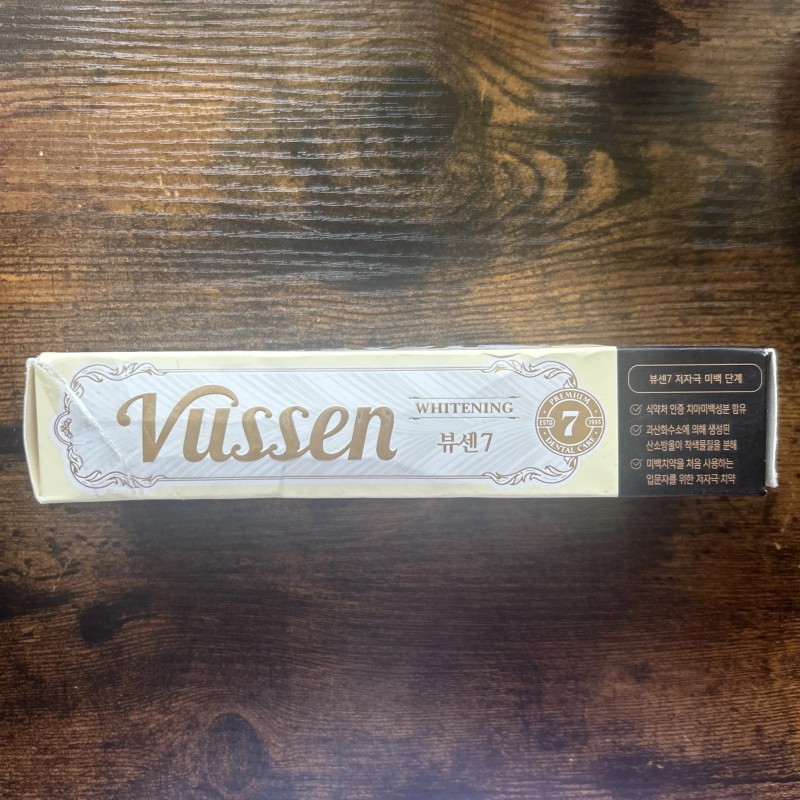 Vussen
WHITENING
뷰센7
PREMIUM
ESTD 7 1993
DENTAL CARE
뷰센7 저자극 미백 단계
식약처 인증 치아미백성분 함유
과산화수소에 의해 생성된
산소방울이 착색물질을 분해
미백치약을 처음 사용하는
입문자를 위한 저자극 치약